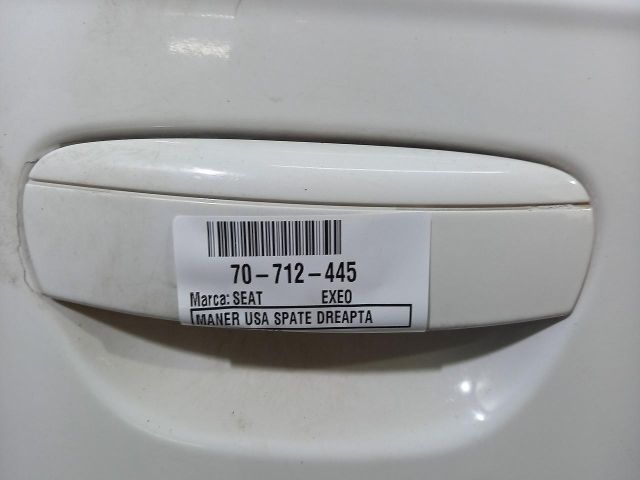 70-712-445
Marca: SEAT EXEO
MANER USA SPATE DREAPTA